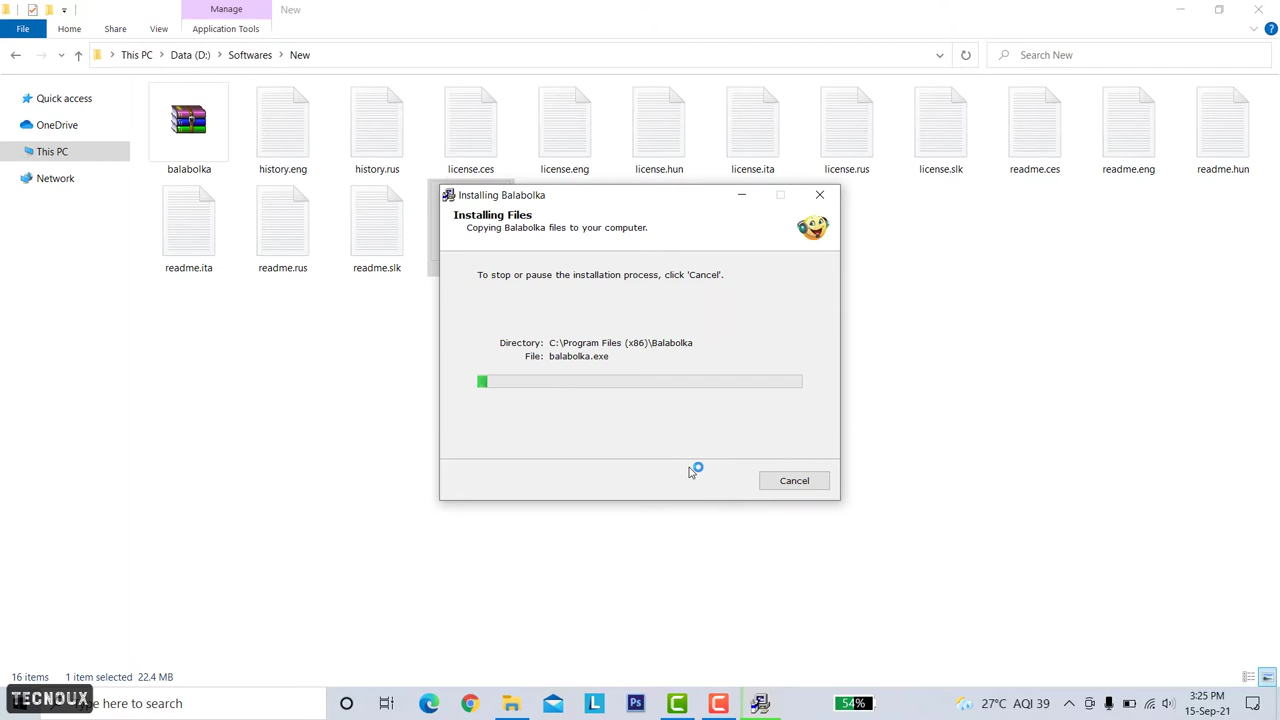 Manage
New
File
Home
Share
View
Application Tools
This PC
Data (D:)
Softwares
New
Search New
Quick access
OneDrive
This PC
Network
balabolka
history.eng
history.rus
license.ces
license.eng
license.hun
license.ita
license.rus
license.slk
readme.ces
readme.eng
readme.hun
readme.ita
readme.rus
readme.slk
Installing Balabolka
Installing Files
Copying Balabolka files to your computer.
To stop or pause the installation process, click 'Cancel'.
Directory: C:\Program Files (x86)\Balabolka
File: balabolka.exe
Cancel
16 items 1 item selected 22.4 MB
TECNOUX
ype here to search
L
Ps
54%
27°C AQI 39
3:25 PM
15-Sep-21